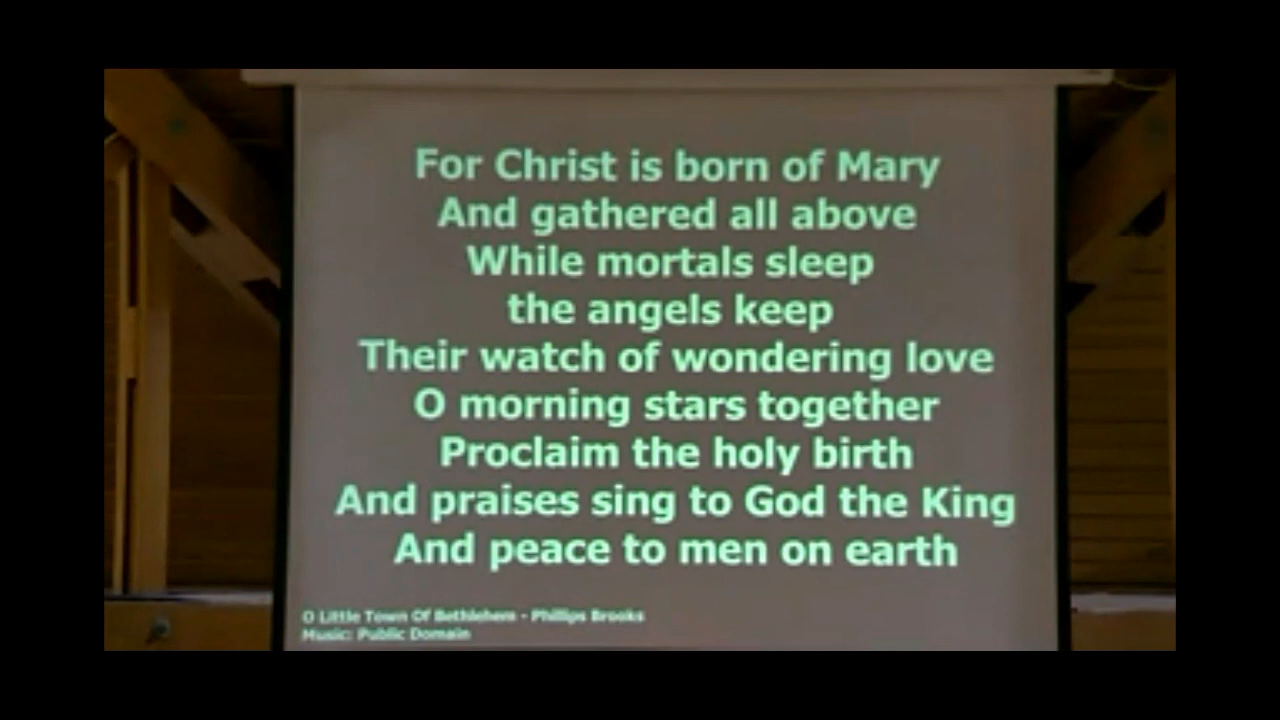 For Christ is born of Mary
And gathered all above
While mortals sleep
the angels keep
Their watch of wondering love
O morning stars together
Proclaim the holy birth
And praises sing to God the King
And peace to men on earth
O Little Town Of Bethlehem - Phillips Brooks
Music: Public Domain